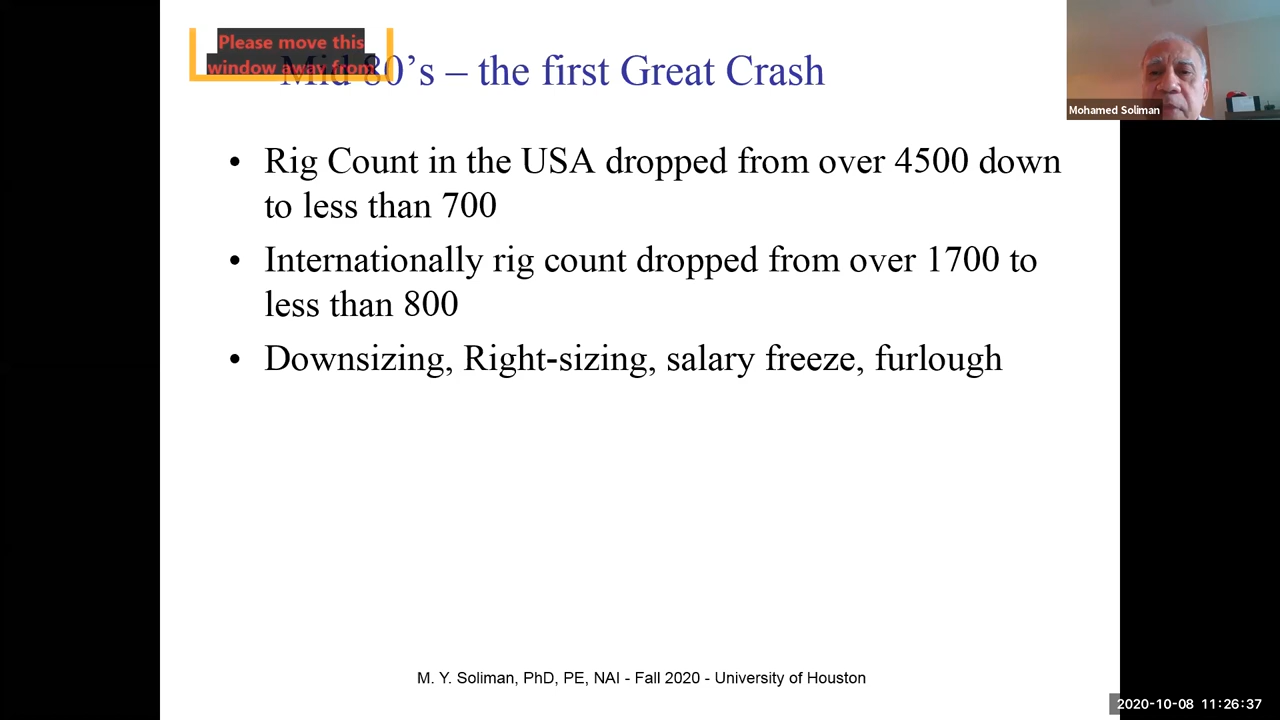 Please move this
window away from
Mid 80’s – the first Great Crash
Mohamed Soliman
• Rig Count in the USA dropped from over 4500 down
to less than 700
• Internationally rig count dropped from over 1700 to
less than 800
• Downsizing, Right-sizing, salary freeze, furlough
M. Y. Soliman, PhD, PE, NAI - Fall 2020 - University of Houston
2020-10-08 11:26:37